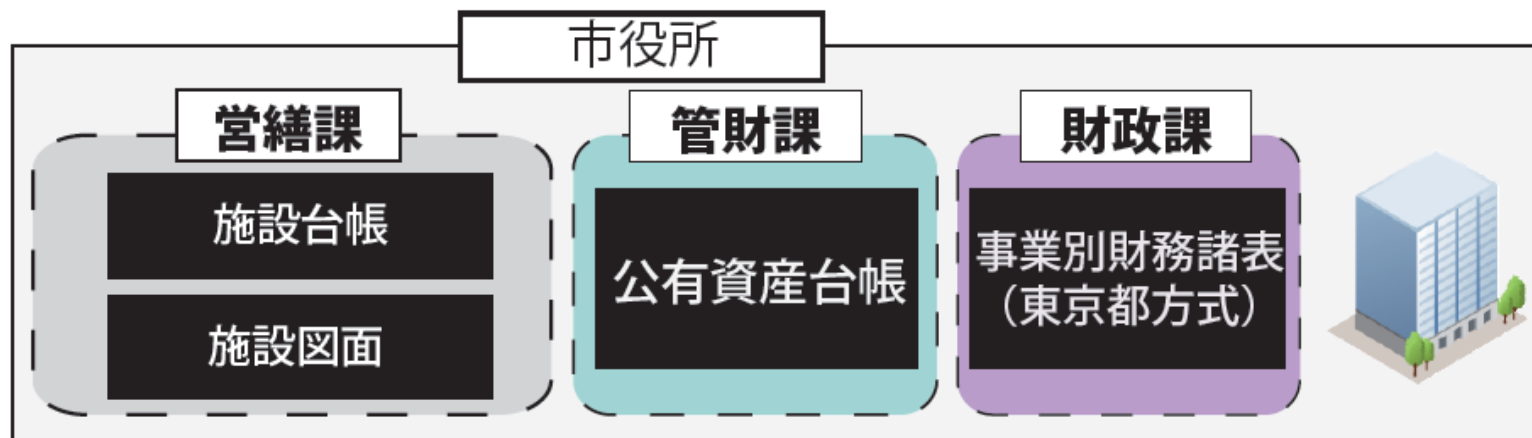 市役所
営繕課
施設台帳
施設図面
管財課
公有資産台帳
財政課
事業別財務諸表
（東京都方式）